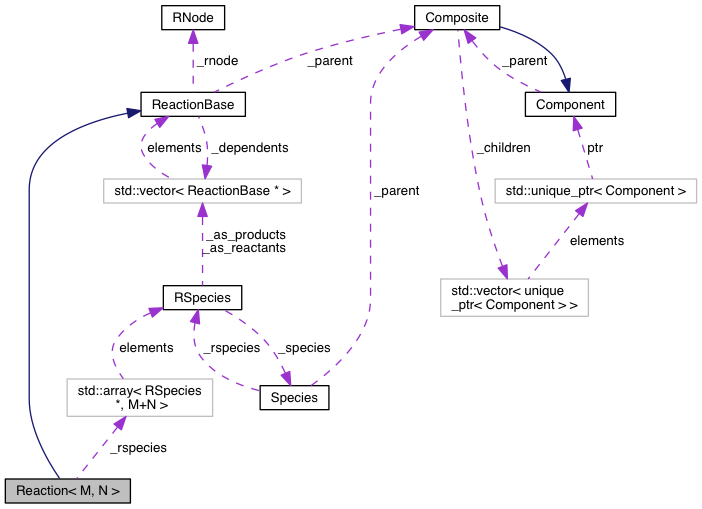 RNode
Composite
_rnode
_parent
_parent
ReactionBase
Component
elements
_dependents
_children
ptr
std::vector< ReactionBase * >
_parent
std::unique_ptr< Component >
_as_products
_as_reactants
elements
RSpecies
std::vector< unique
_ptr< Component > >
elements
_rspecies
_species
std::array< RSpecies
*, M+N >
Species
_rspecies
Reaction< M, N >